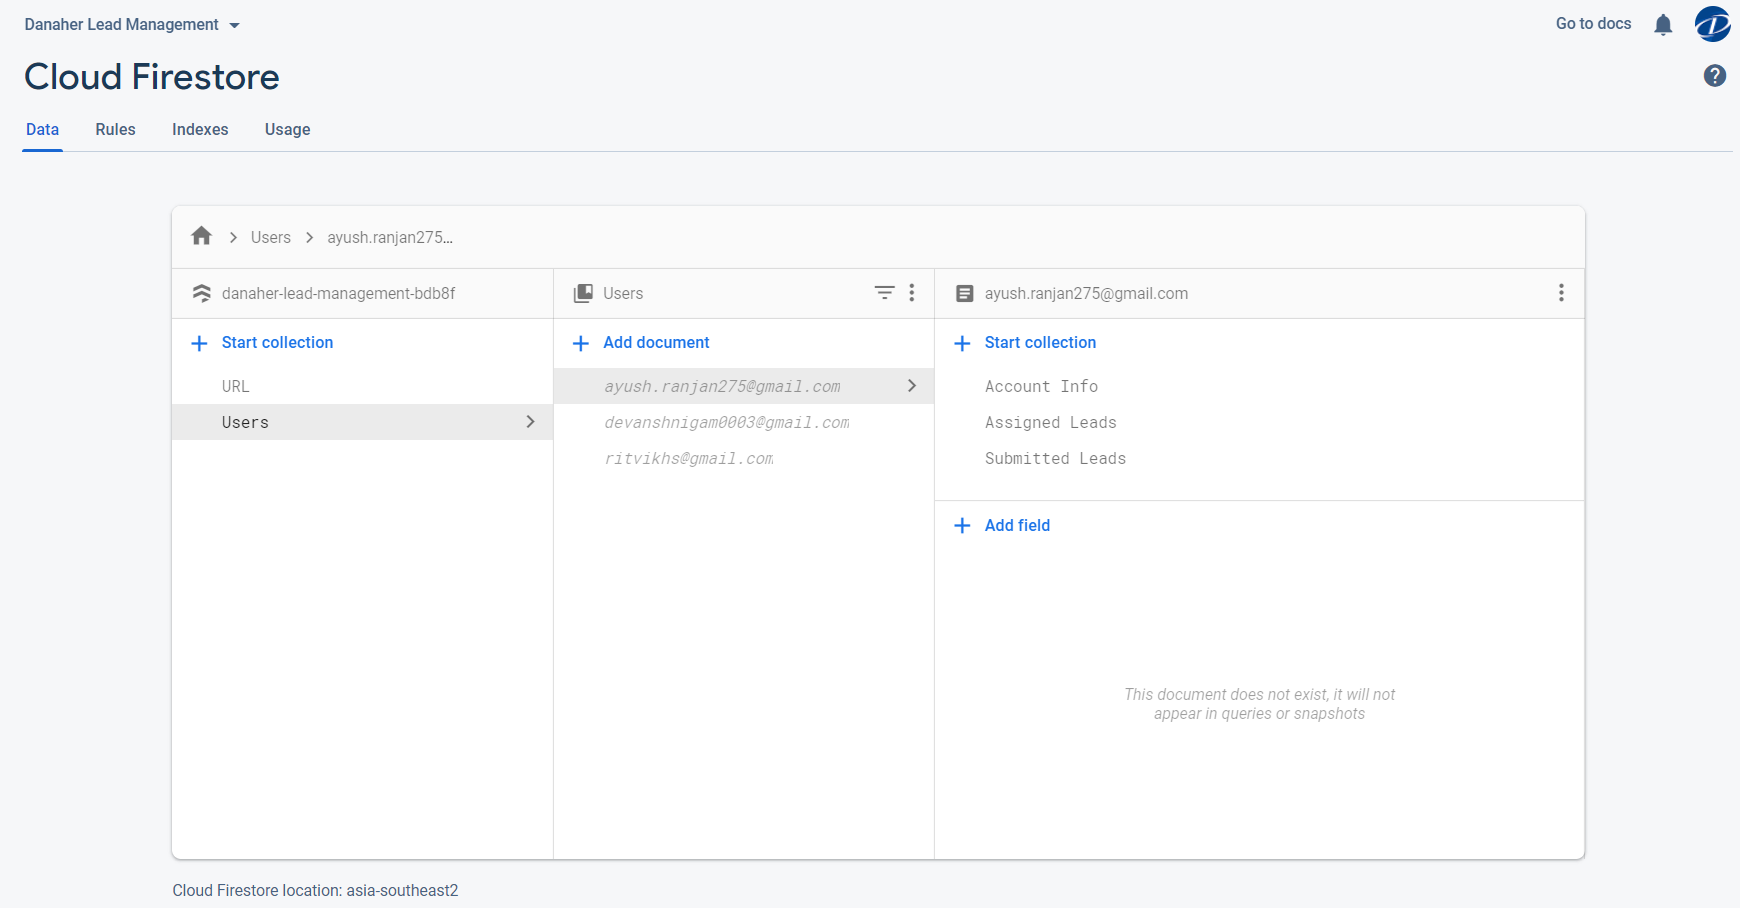 Danaher Lead Management
Go to docs
Cloud Firestore
Data Rules Indexes Usage
Users ayush.ranjan275...
danaher-lead-management-bdb8f
Users
ayush.ranjan275@gmail.com
Start collection
URL
Users
Add document
ayush.ranjan275@gmail.com
devanshnigam0003@gmail.com
ritvikhs@gmail.com
Start collection
Account Info
Assigned Leads
Submitted Leads
Add field
This document does not exist, it will not
appear in queries or snapshots
Cloud Firestore location: asia-southeast2